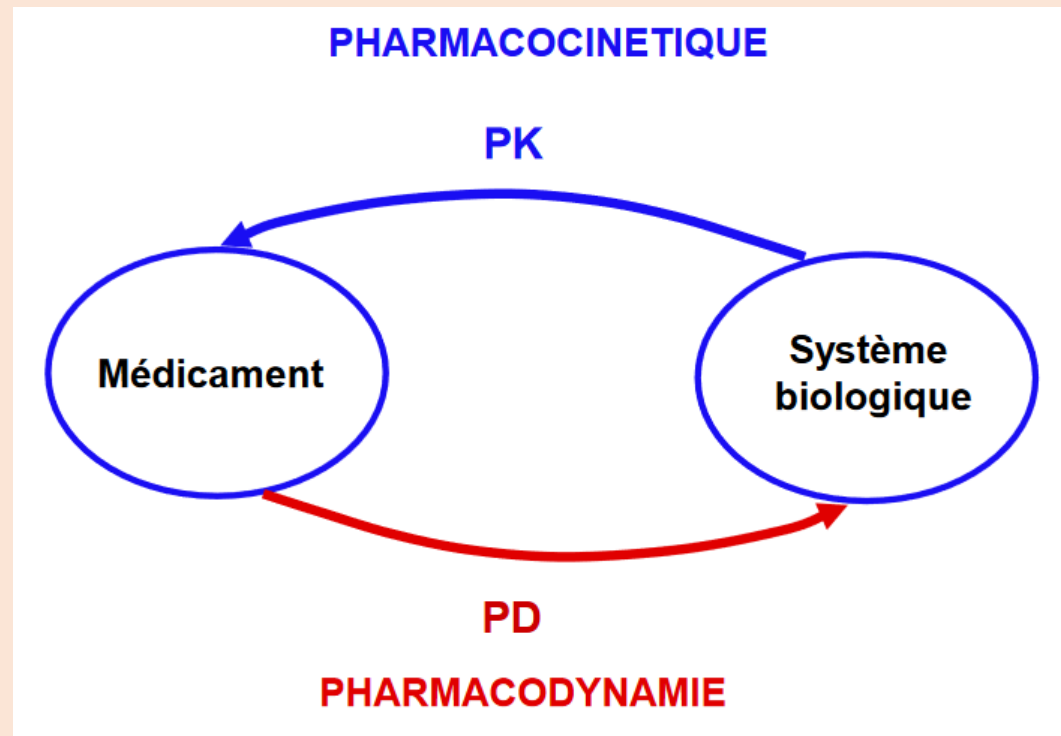 PHARMACOCINETIQUE
PK
Médicament
Système
biologique
PD
PHARMACODYNAMIE